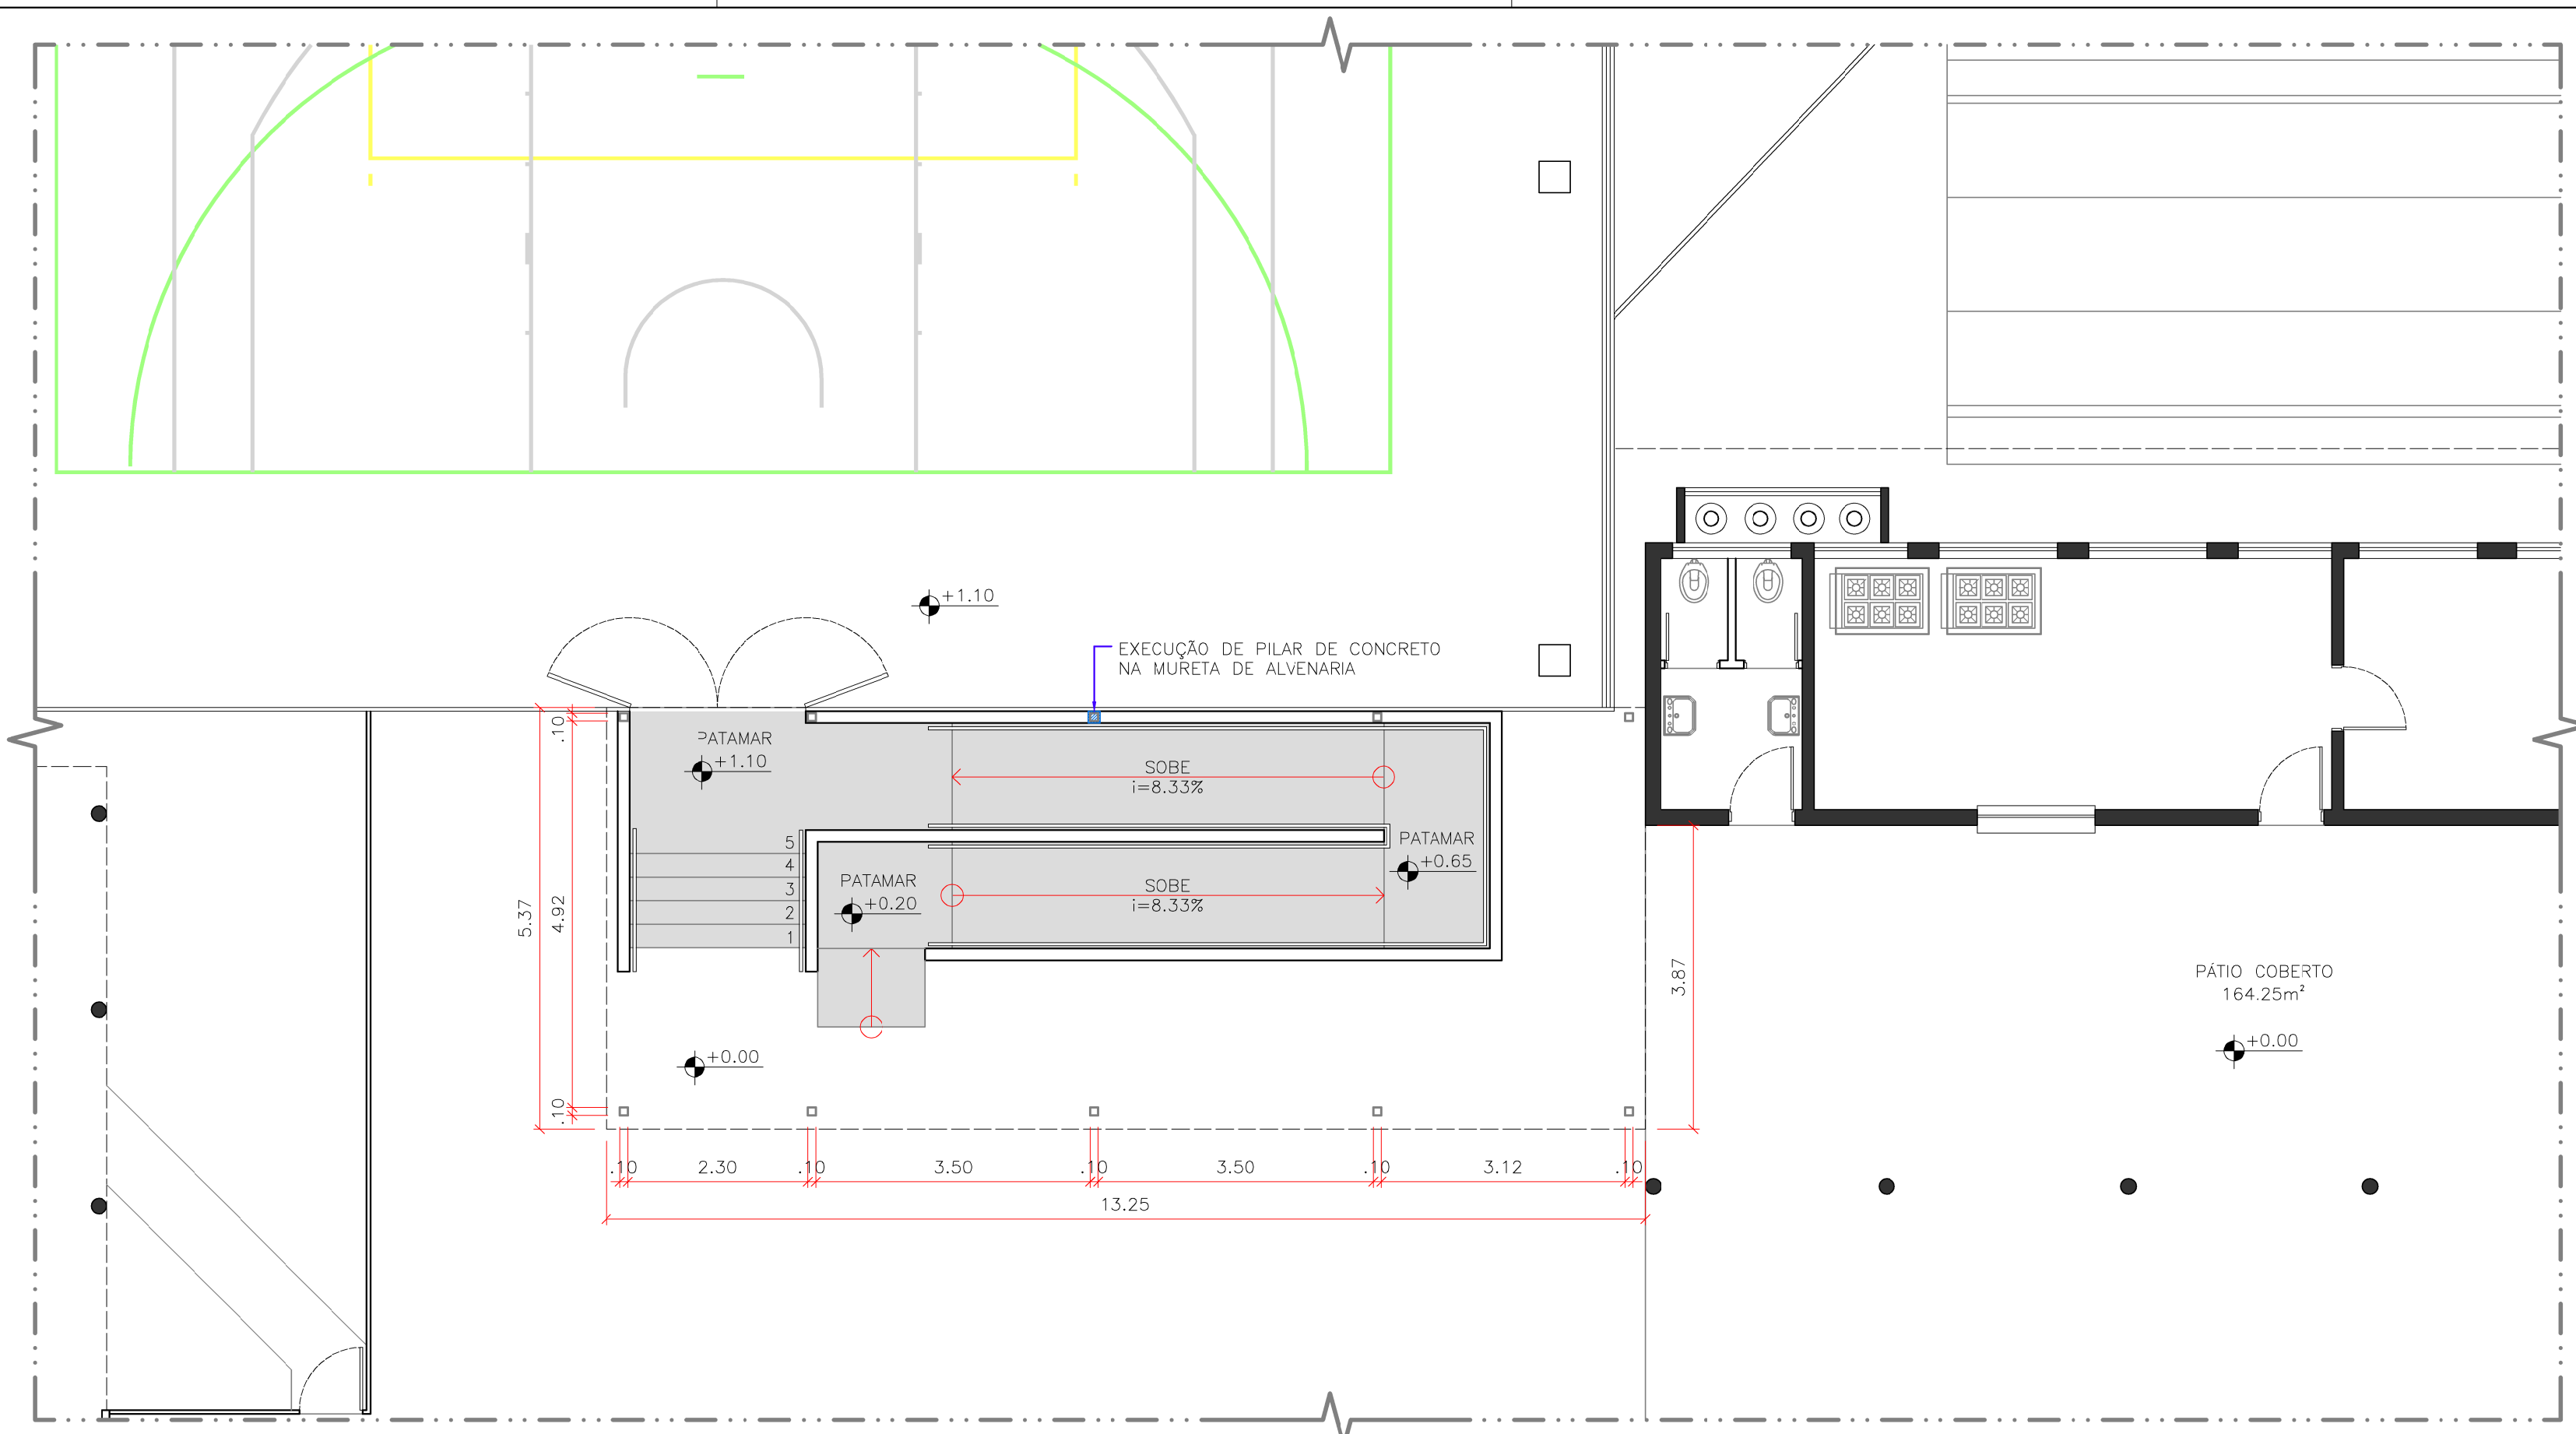 +1.10
EXECUÇÃO DE PILAR DE CONCRETO
NA MURETA DE ALVENARIA
.10
PATAMAR
+1.10
SOBE
i=8.33%
5
4
3
2
1
PATAMAR
+0.20
SOBE
i=8.33%
PATAMAR
+0.65
5.37
4.92
3.87
PÁTIO COBERTO
164.25m²
+0.00
+0.00
.10
.10
2.30
.10
3.50
.10
3.50
.10
3.12
.10
13.25